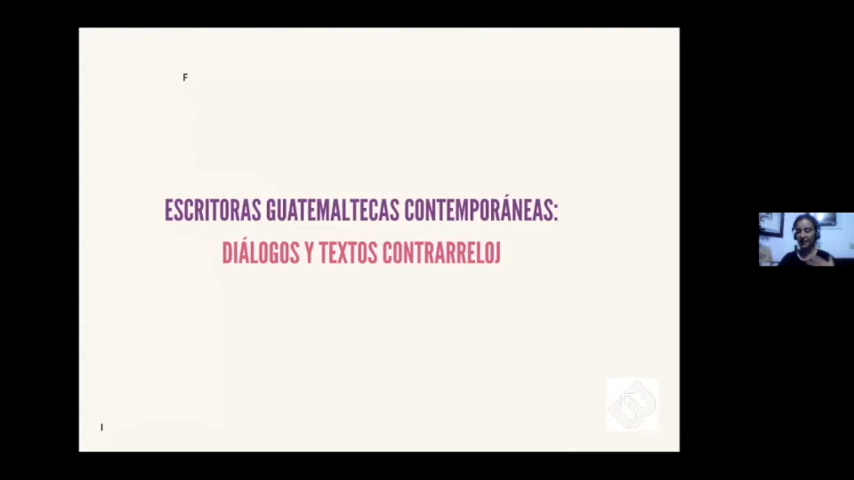 F
ESCRITORAS GUATEMALTECAS CONTEMPORÁNEAS:
DIÁLOGOS Y TEXTOS CONTRARRELOJ
I